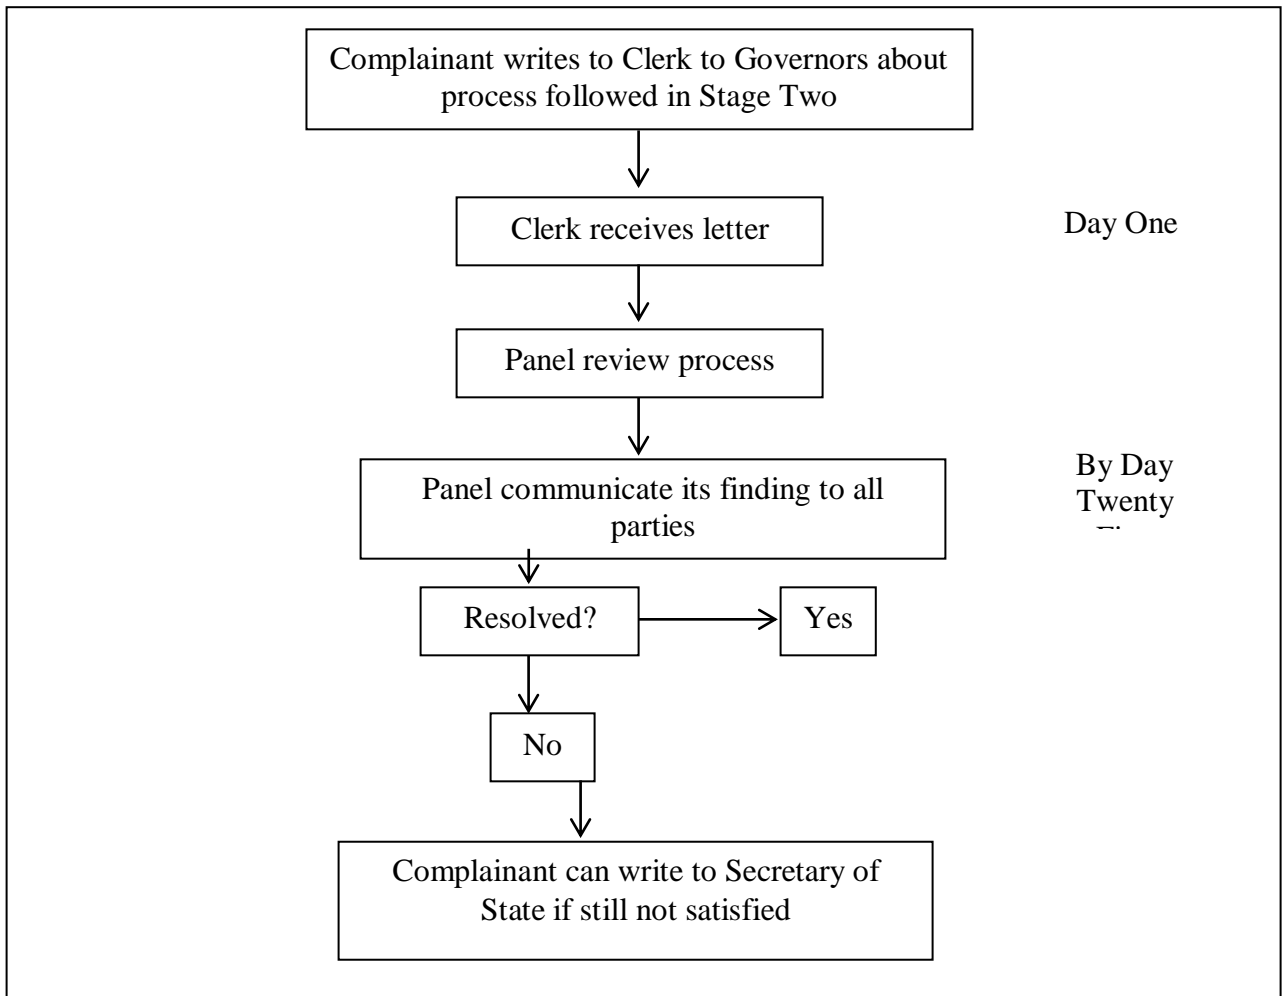 Complainant writes to Clerk to Governors about
process followed in Stage Two
Clerk receives letter
Day One
Panel review process
Panel communicate its finding to all
parties
By Day
Twenty
Resolved?
Yes
No
Complainant can write to Secretary of
State if still not satisfied